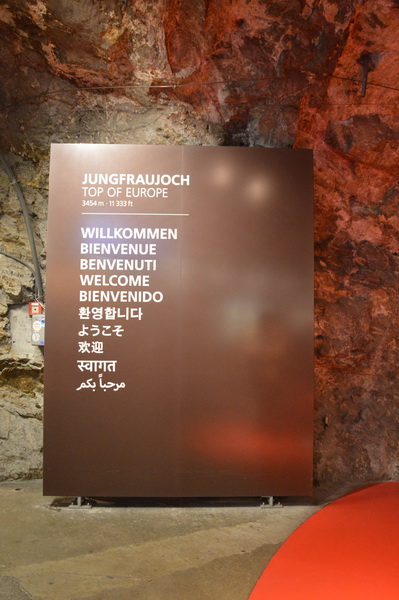 JUNGFRAUJOCH
TOP OF EUROPE
3454 m · 11 333 ft
WILLKOMMEN
BIENVENUE
BENVENUTI
WELCOME
BIENVENIDO
환영합니다
ようこそ
欢迎
स्वागत
مرحباً بكم